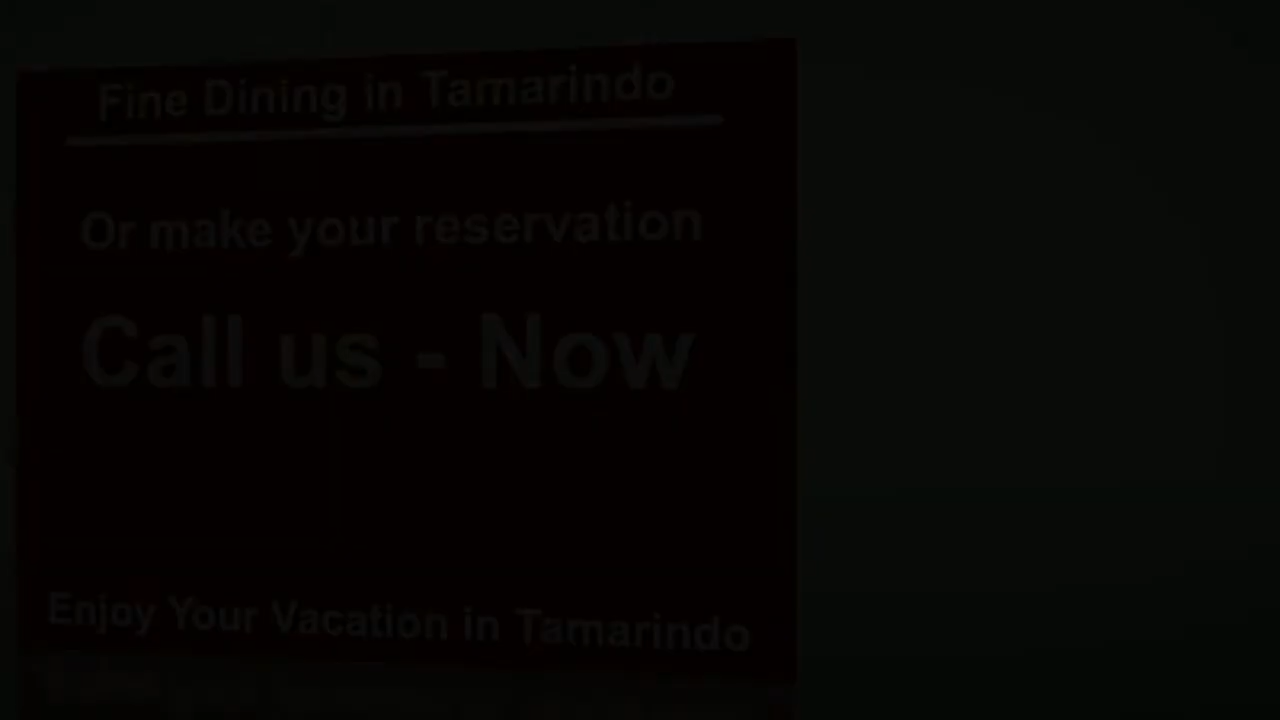 Fine Dining in Tamarindo
Or make your reservation
Call us - Now
Enjoy Your Vacation in Tamarindo